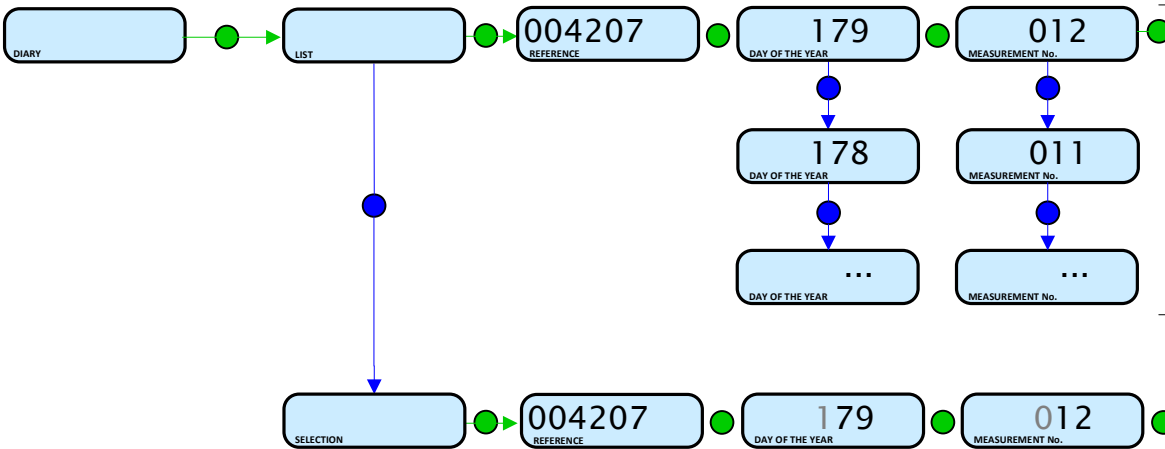 DIARY
LIST
004207
REFERENCE
179
DAY OF THE YEAR
012
MEASUREMENT No.
178
DAY OF THE YEAR
011
MEASUREMENT No.
...
DAY OF THE YEAR
...
MEASUREMENT No.
SELECTION
004207
REFERENCE
179
DAY OF THE YEAR
012
MEASUREMENT No.